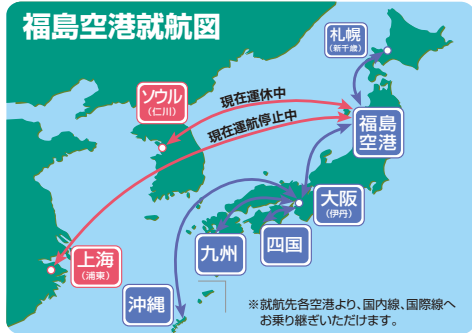 福島空港就航図
札幌
(新千歳)
ソウル
(仁川)
現在運休中
現在運航停止中
福島
空港
大阪
(伊丹)
上海
(浦東)
九州
四国
沖縄
※就航先各空港より、国内線、国際線へ
お乗り継ぎいただけます。